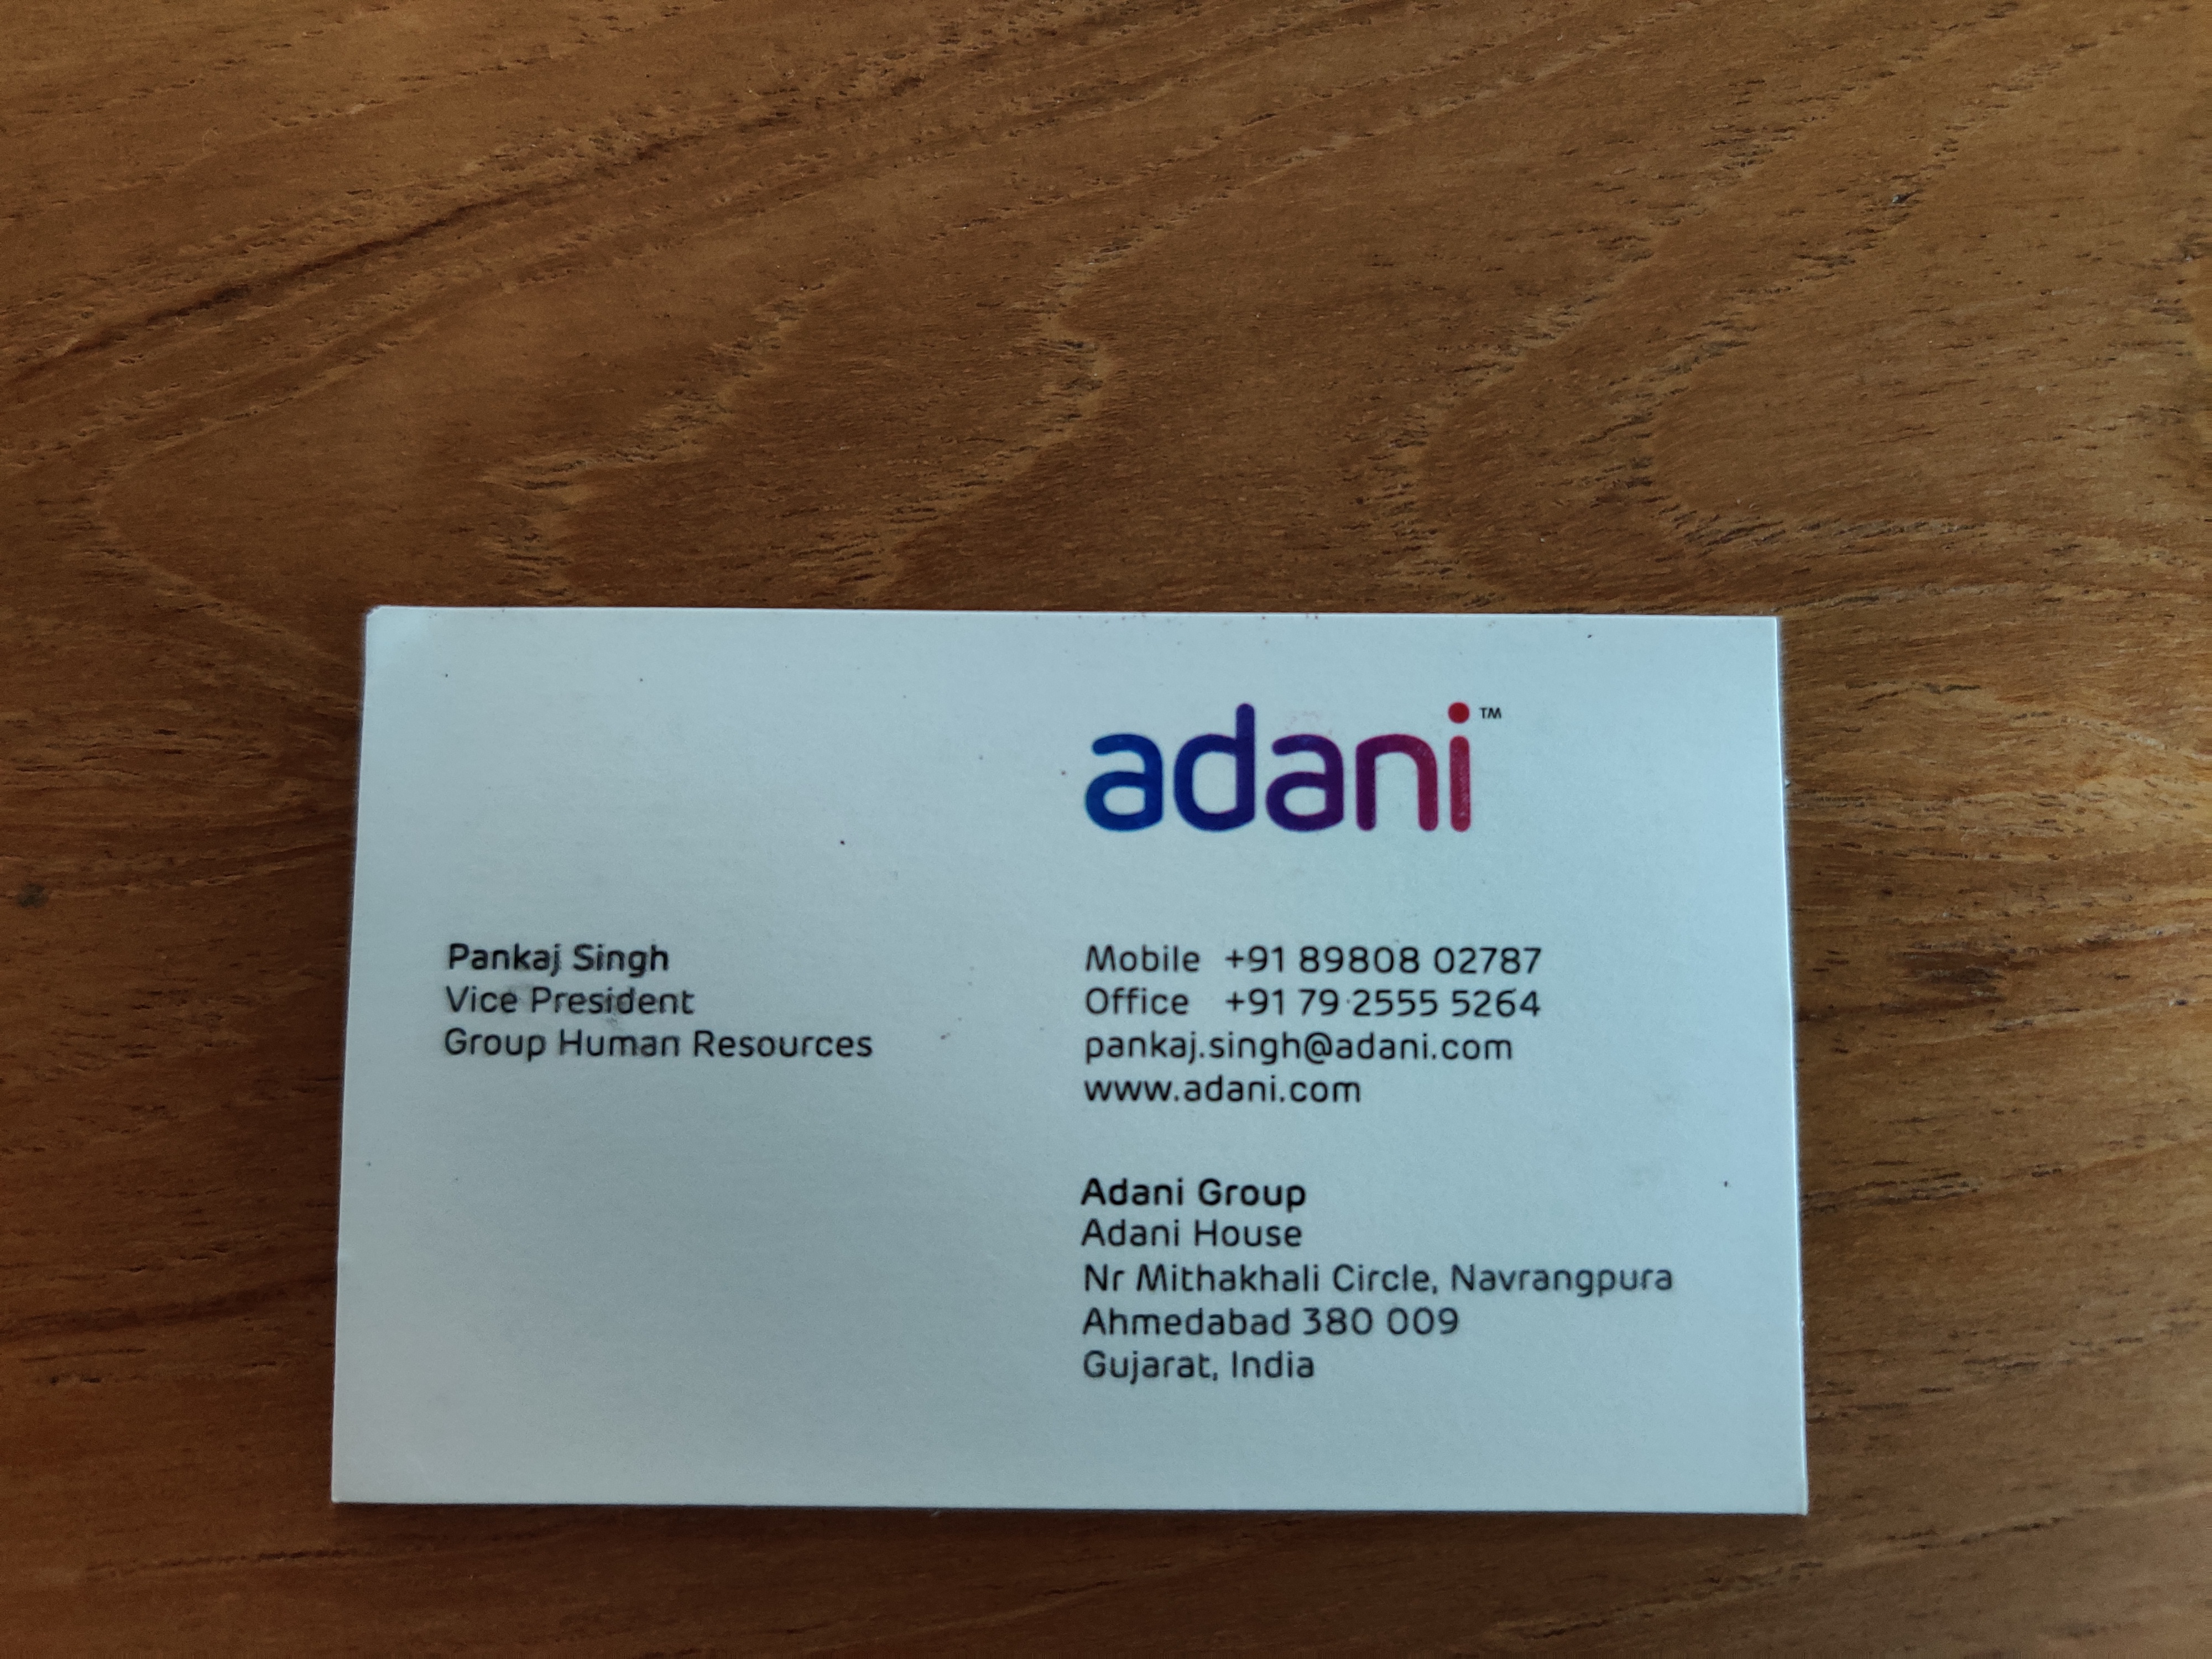 adani™
Pankaj Singh
Vice President
Group Human Resources
Mobile +91 89808 02787
Office +91 79 2555 5264
pankaj.singh@adani.com
www.adani.com
Adani Group
Adani House
Nr Mithakhali Circle, Navrangpura
Ahmedabad 380 009
Gujarat, India